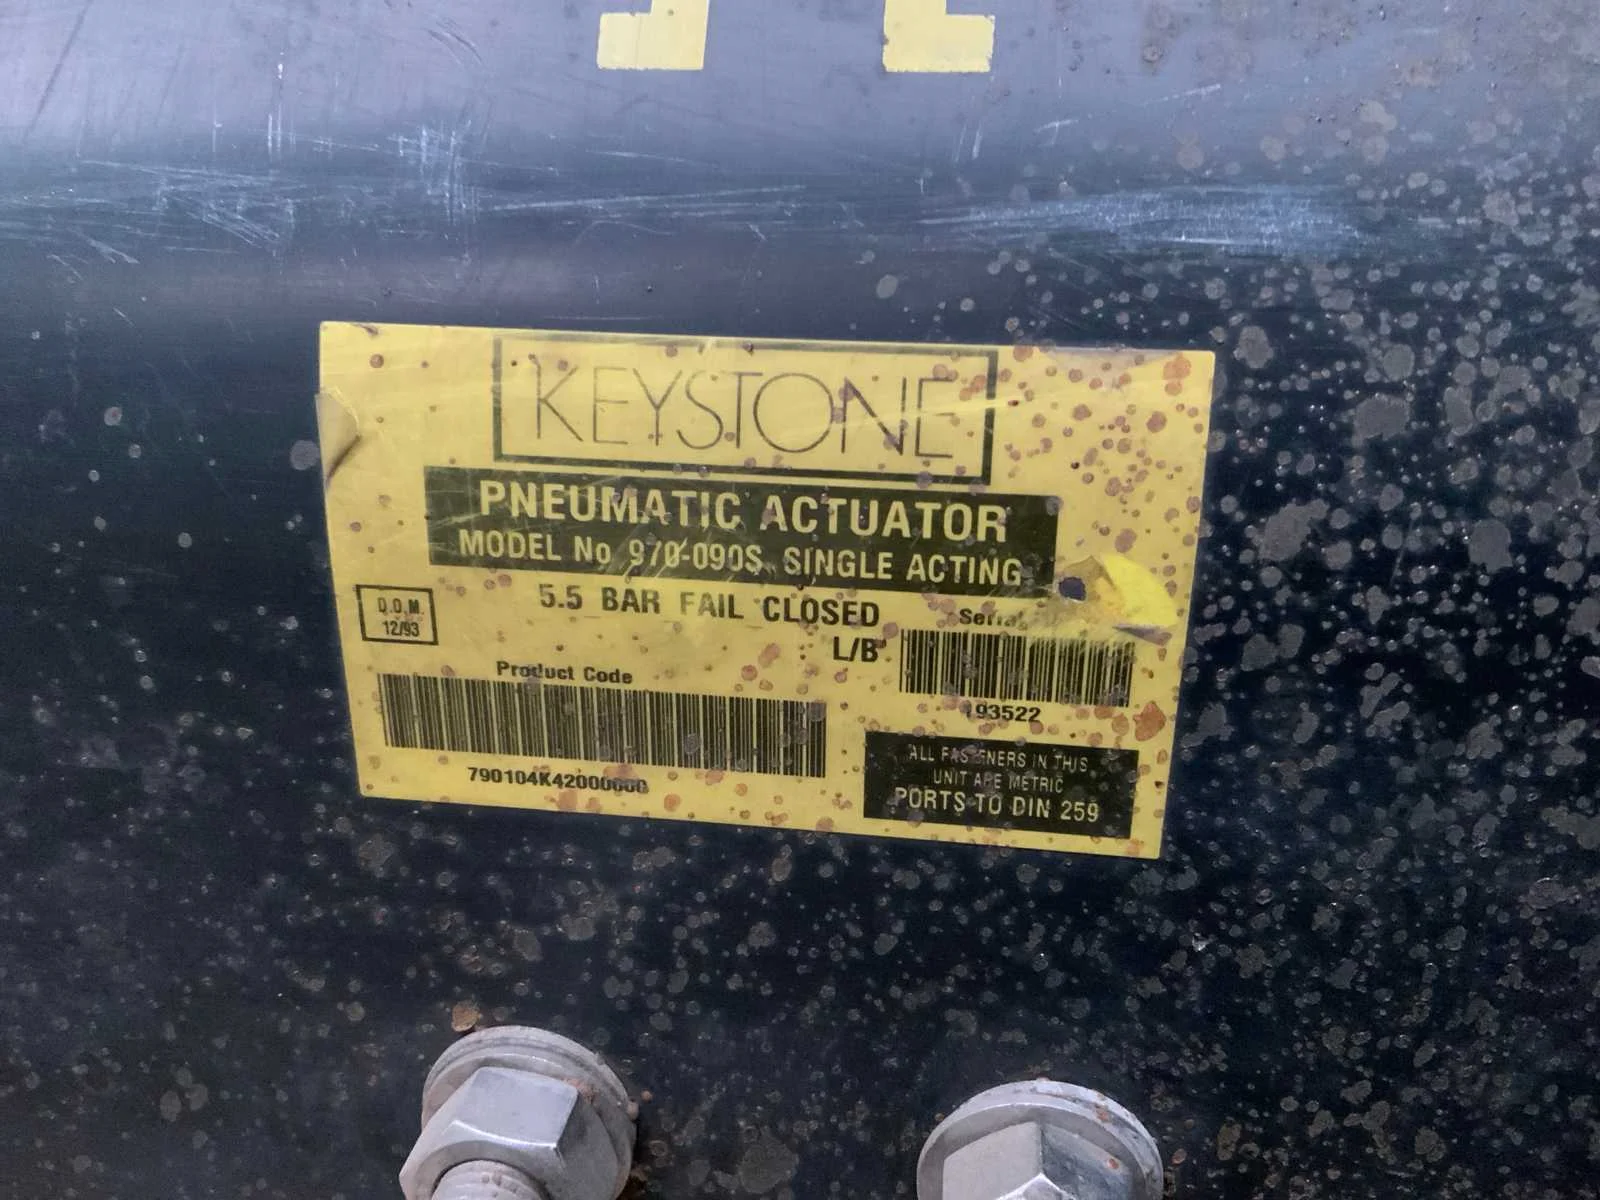 KEYSTONE
PNEUMATIC ACTUATOR
MODEL No 970-090S SINGLE ACTING
5.5 BAR FAIL CLOSED
L/B
D.O.M.
12/93
Serial
193522
Product Code
790104K42000000
ALL FASTENERS IN THIS
UNIT ARE METRIC
PORTS TO DIN 259